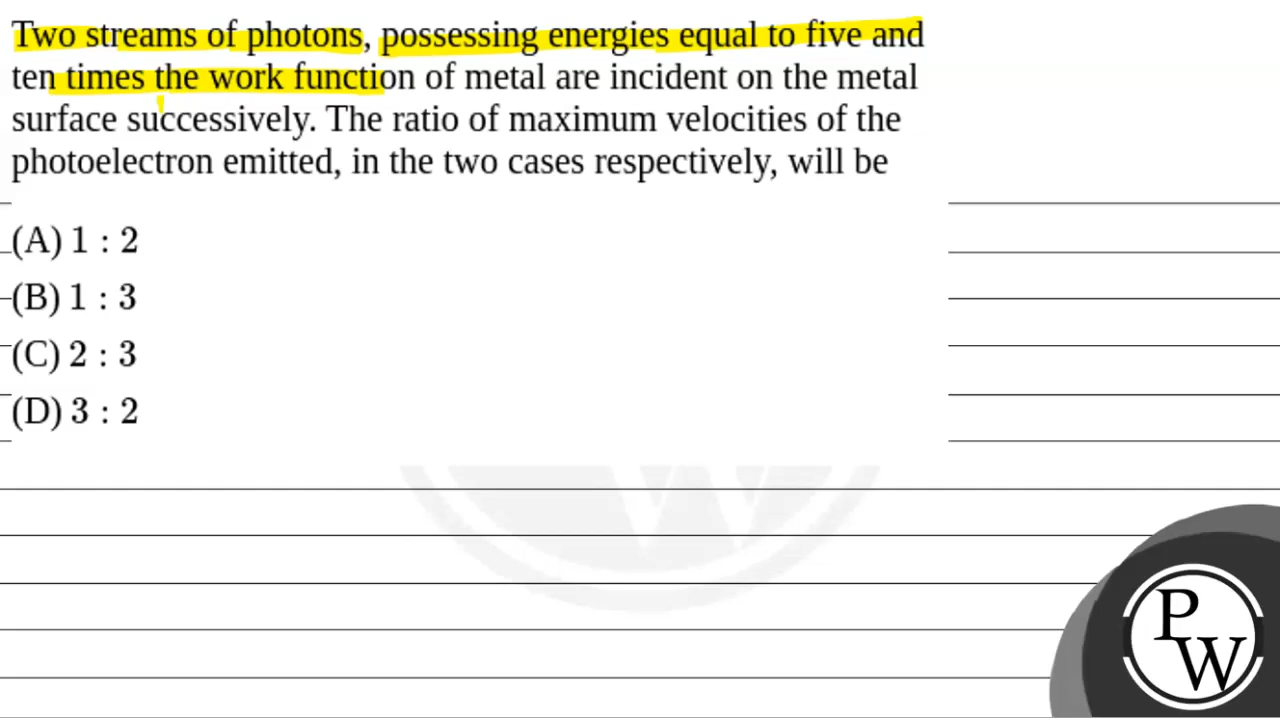 Two streams of photons, possessing energies equal to five and
ten times the work function of metal are incident on the metal
surface successively. The ratio of maximum velocities of the
photoelectron emitted, in the two cases respectively, will be
(A) 1 : 2
(B) 1 : 3
(C) 2 : 3
(D) 3 : 2
P
W